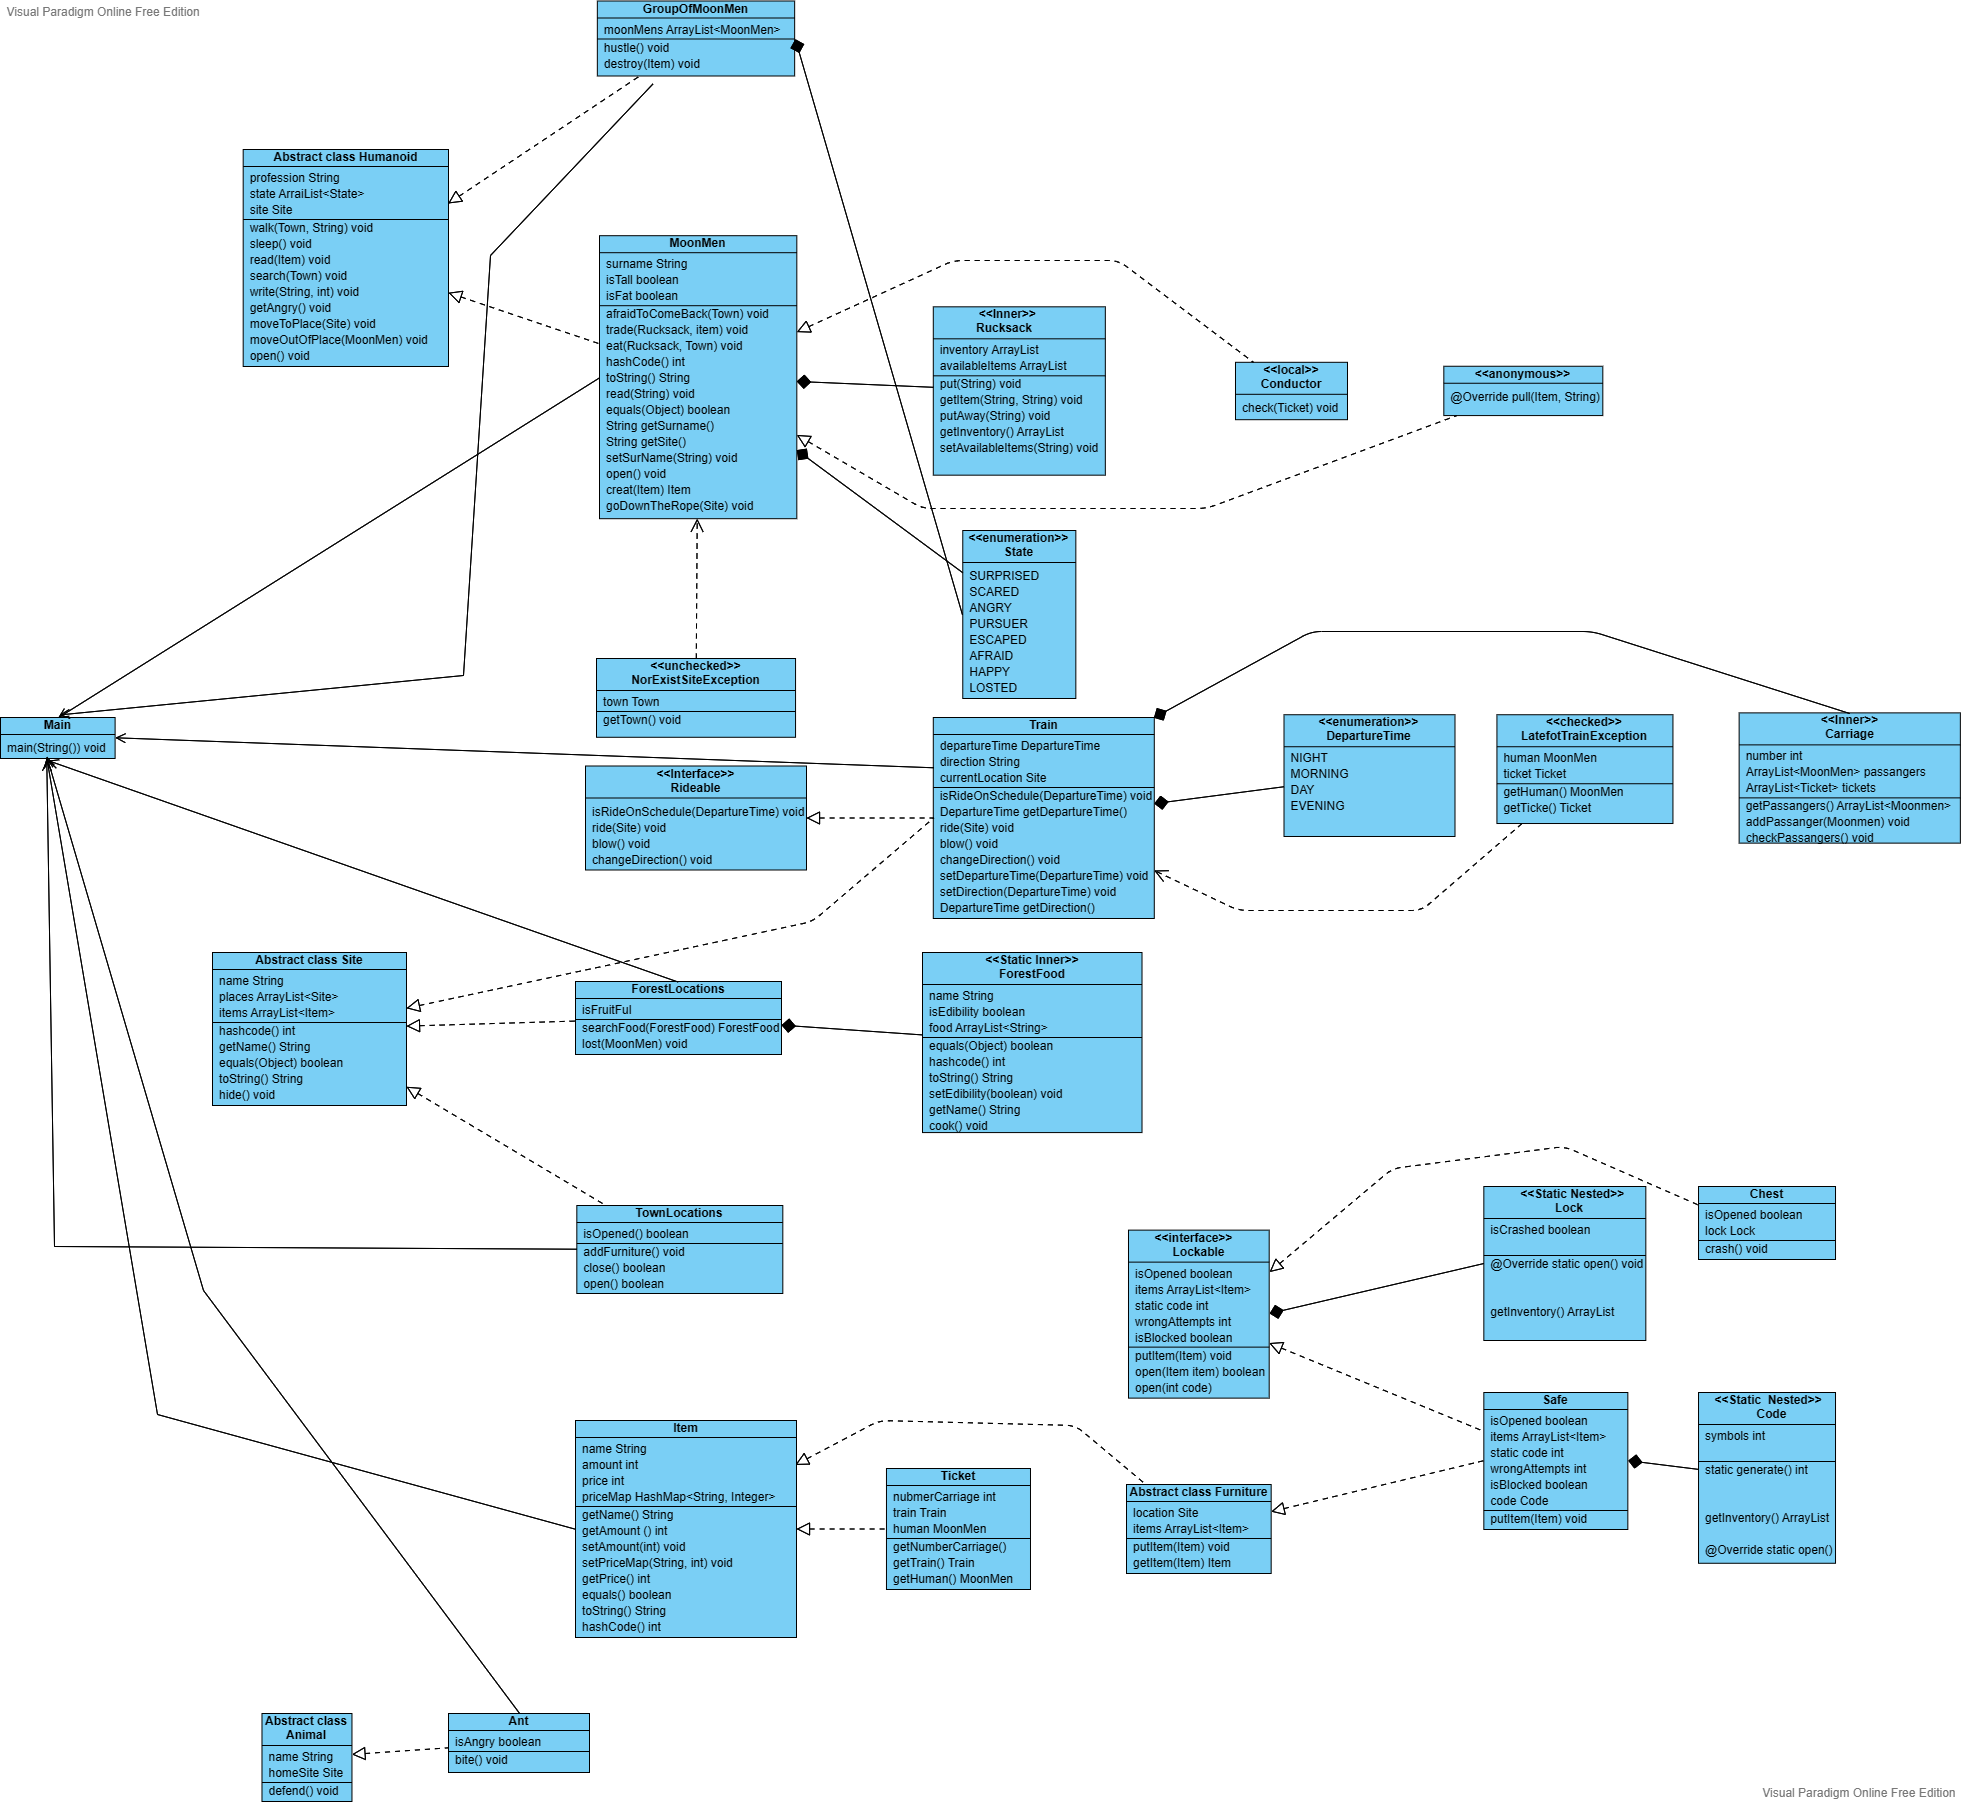 Visual Paradigm Online Free Edition
GroupOfMoonMen
moonMens ArrayList<MoonMen>
hustle() void
destroy(Item) void
Abstract class Humanoid
profession String
state ArraiList<State>
site Site
walk(Town, String) void
sleep() void
read(Item) void
search(Town) void
write(String, int) void
getAngry() void
moveToPlace(Site) void
moveOutOfPlace(MoonMen) void
open() void
MoonMen
surname String
isTall boolean
isFat boolean
afraidToComeBack(Town) void
trade(Rucksack, item) void
eat(Rucksack, Town) void
hashCode() int
toString() String
read(String) void
equals(Object) boolean
String getSurname()
String getSite()
setSurName(String) void
open() void
creat(Item) Item
goDownTheRope(Site) void
<<Inner>>
Rucksack
inventory ArrayList
availableItems ArrayList
put(String) void
getItem(String, String) void
putAway(String) void
getInventory() ArrayList
setAvailableItems(String) void
<<local>>
Conductor
check(Ticket) void
<<anonymous>>
@Override pull(Item, String)
<<enumeration>>
State
SURPRISED
SCARED
ANGRY
PURSUER
ESCAPED
AFRAID
HAPPY
LOSTED
<<unchecked>>
NorExistSiteException
town Town
getTown() void
Main
main(String()) void
<<Interface>>
Rideable
isRideOnSchedule(DepartureTime) void
ride(Site) void
blow() void
changeDirection() void
Train
departureTime DepartureTime
direction String
currentLocation Site
isRideOnSchedule(DepartureTime) void
DepartureTime getDepartureTime()
ride(Site) void
blow() void
changeDirection() void
setDepartureTime(DepartureTime) void
setDirection(DepartureTime) void
DepartureTime getDirection()
<<enumeration>>
DepartureTime
NIGHT
MORNING
DAY
EVENING
<<checked>>
LatefotTrainException
human MoonMen
ticket Ticket
getHuman() MoonMen
getTicke() Ticket
<<Inner>>
Carriage
number int
ArrayList<MoonMen> passangers
ArrayList<Ticket> tickets
getPassangers() ArrayList<Moonmen>
addPassanger(Moonmen) void
checkPassangers() void
Abstract class Site
name String
places ArrayList<Site>
items ArrayList<Item>
hashcode() int
getName() String
equals(Object) boolean
toString() String
hide() void
ForestLocations
isFruitFul
searchFood(ForestFood) ForestFood
lost(MoonMen) void
<<Static Inner>>
ForestFood
name String
isEdibility boolean
food ArrayList<String>
equals(Object) boolean
hashcode() int
toString() String
setEdibility(boolean) void
getName() String
cook() void
TownLocations
isOpened() boolean
addFurniture() void
close() boolean
open() boolean
<<interface>>
Lockable
isOpened boolean
items ArrayList<Item>
static code int
wrongAttempts int
isBlocked boolean
putItem(Item) void
open(Item item) boolean
open(int code)
<<Static Nested>>
Lock
isCrashed boolean
@Override static open() void
getInventory() ArrayList
Chest
isOpened boolean
lock Lock
crash() void
Safe
isOpened boolean
items ArrayList<Item>
static code int
wrongAttempts int
isBlocked boolean
code Code
putItem(Item) void
<<Static  Nested>>
Code
symbols int
static generate() int
getInventory() ArrayList
@Override static open()
Item
name String
amount int
price int
priceMap HashMap<String, Integer>
getName() String
getAmount () int
setAmount(int) void
setPriceMap(String, int) void
getPrice() int
equals() boolean
toString() String
hashCode() int
Ticket
nubmerCarriage int
train Train
human MoonMen
getNumberCarriage()
getTrain() Train
getHuman() MoonMen
Abstract class Furniture
location Site
items ArrayList<Item>
putItem(Item) void
getItem(Item) Item
Abstract class
Animal
name String
homeSite Site
defend() void
Ant
isAngry boolean
bite() void
Visual Paradigm Online Free Edition